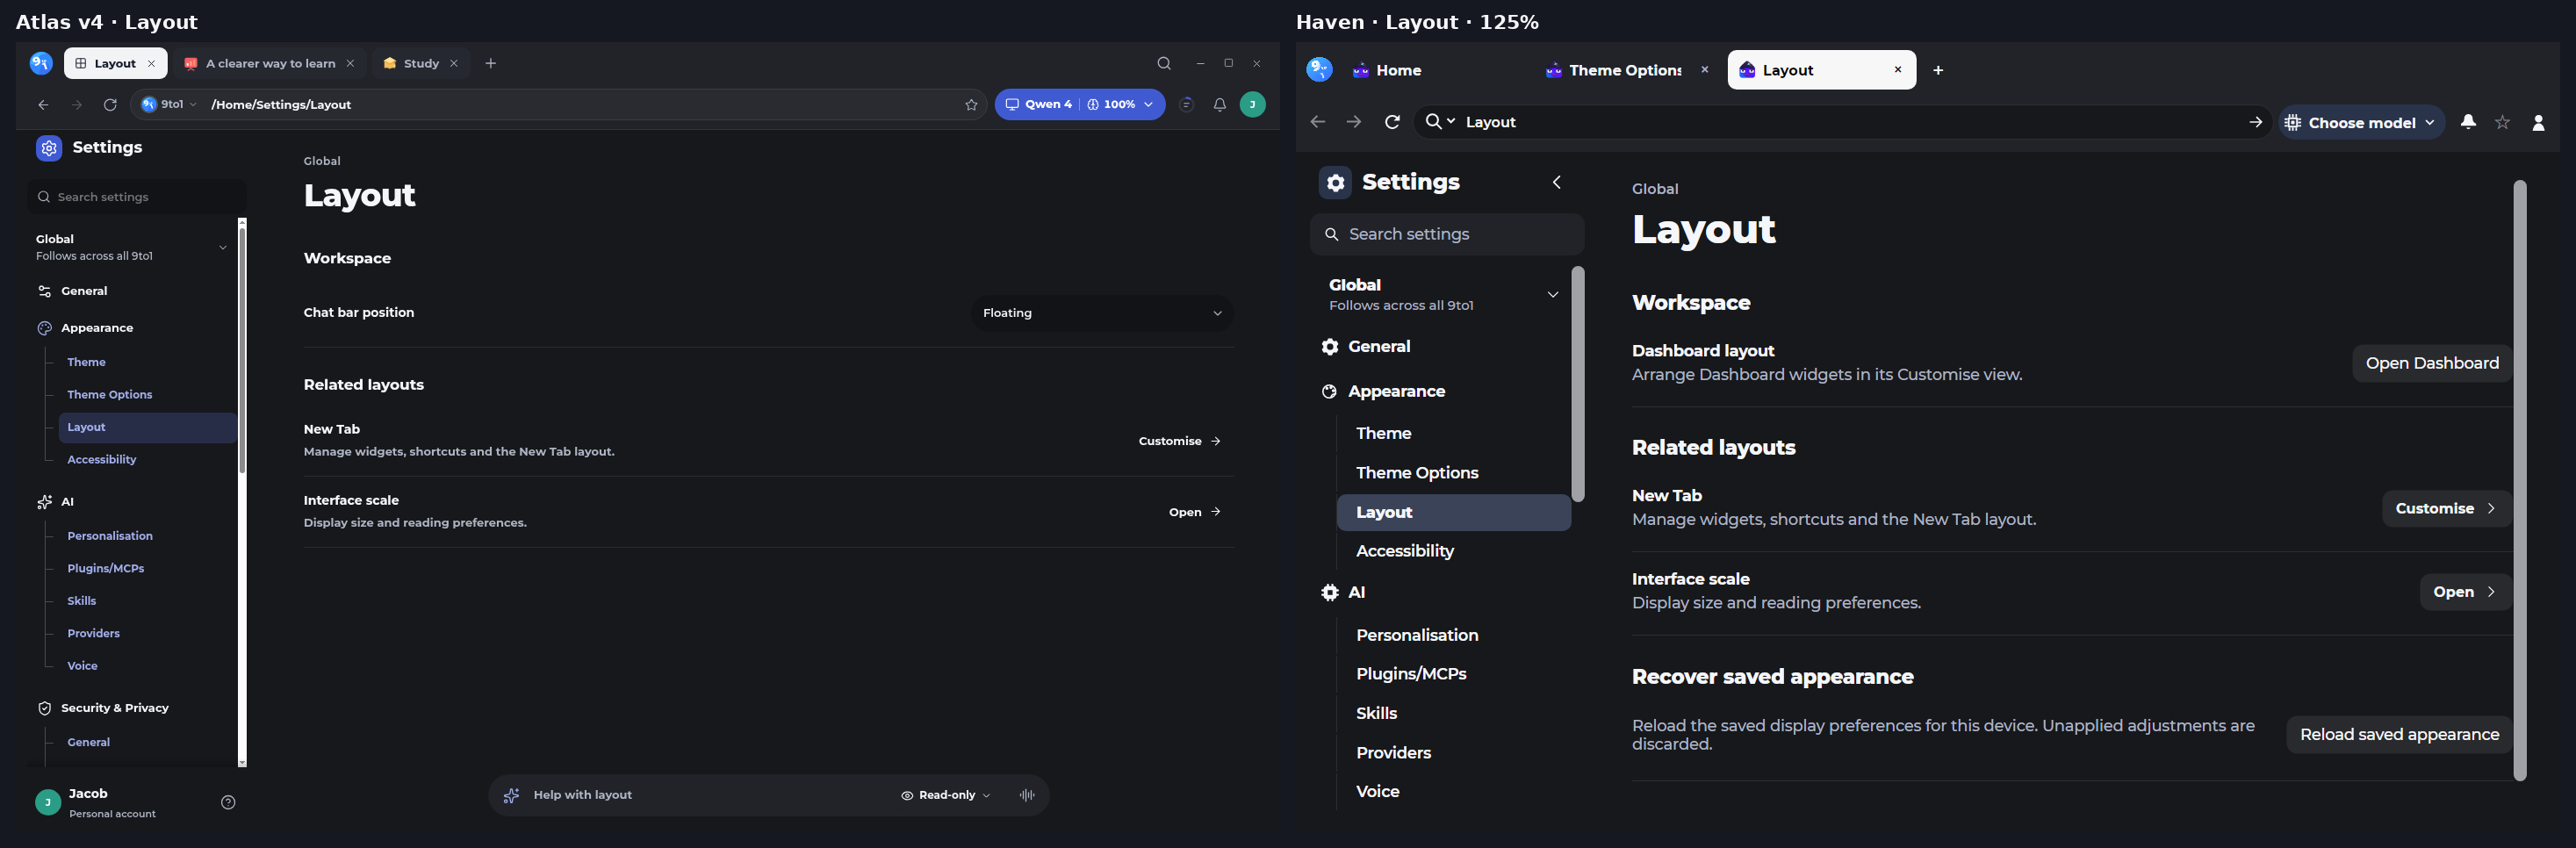 Atlas v4 · Layout
Layout
A clearer way to learn
Study
9to1
/Home/Settings/Layout
Qwen 4
100%
J
Settings
Search settings
Global
Follows across all 9to1
General
Appearance
Theme
Theme Options
Layout
Accessibility
AI
Personalisation
Plugins/MCPs
Skills
Providers
Voice
Security & Privacy
General
J
Jacob
Personal account
Global
Layout
Workspace
Chat bar position
Floating
Related layouts
New Tab
Manage widgets, shortcuts and the New Tab layout.
Customise
Interface scale
Display size and reading preferences.
Open
Help with layout
Read-only
Haven · Layout · 125%
Home
Theme Options
Layout
Layout
Choose model
Settings
Search settings
Global
Follows across all 9to1
General
Appearance
Theme
Theme Options
Layout
Accessibility
AI
Personalisation
Plugins/MCPs
Skills
Providers
Voice
Global
Layout
Workspace
Dashboard layout
Arrange Dashboard widgets in its Customise view.
Open Dashboard
Related layouts
New Tab
Manage widgets, shortcuts and the New Tab layout.
Customise
Interface scale
Display size and reading preferences.
Open
Recover saved appearance
Reload the saved display preferences for this device. Unapplied adjustments are
discarded.
Reload saved appearance